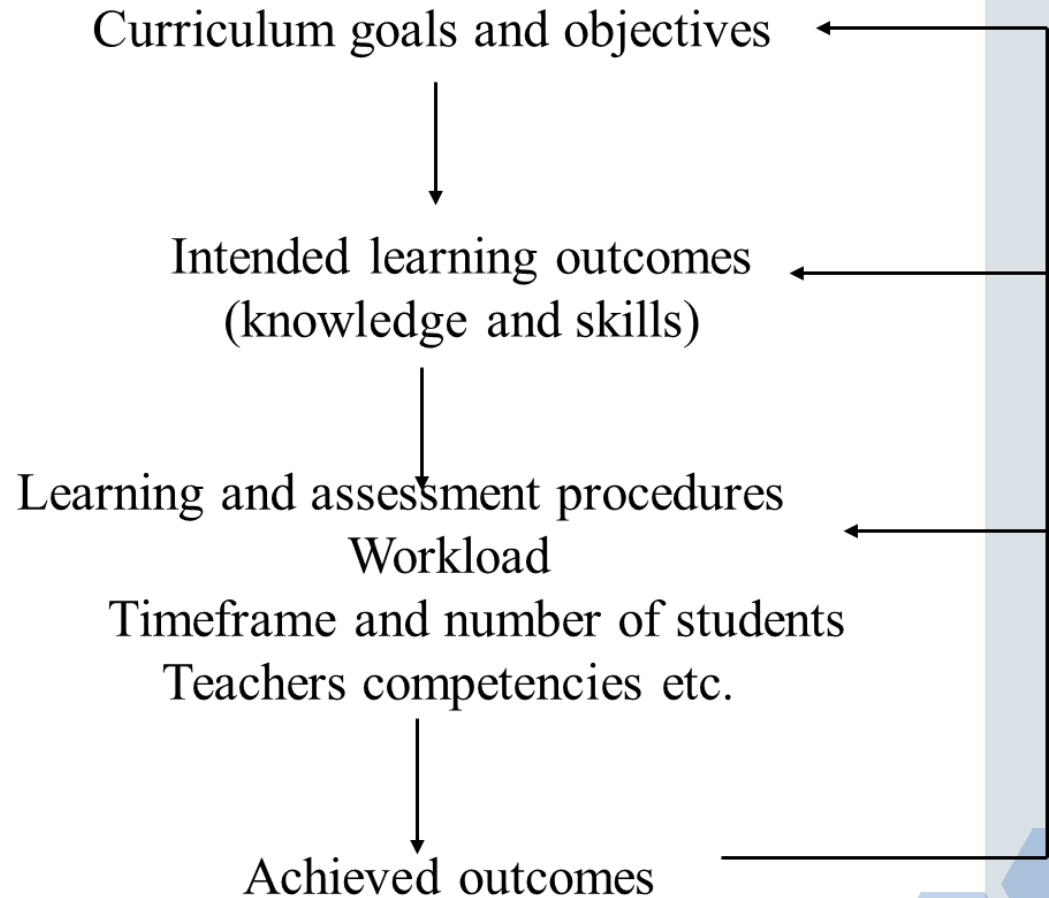 Curriculum goals and objectives
Intended learning outcomes
(knowledge and skills)
Learning and assessment procedures
Workload
Timeframe and number of students
Teachers competencies etc.
Achieved outcomes